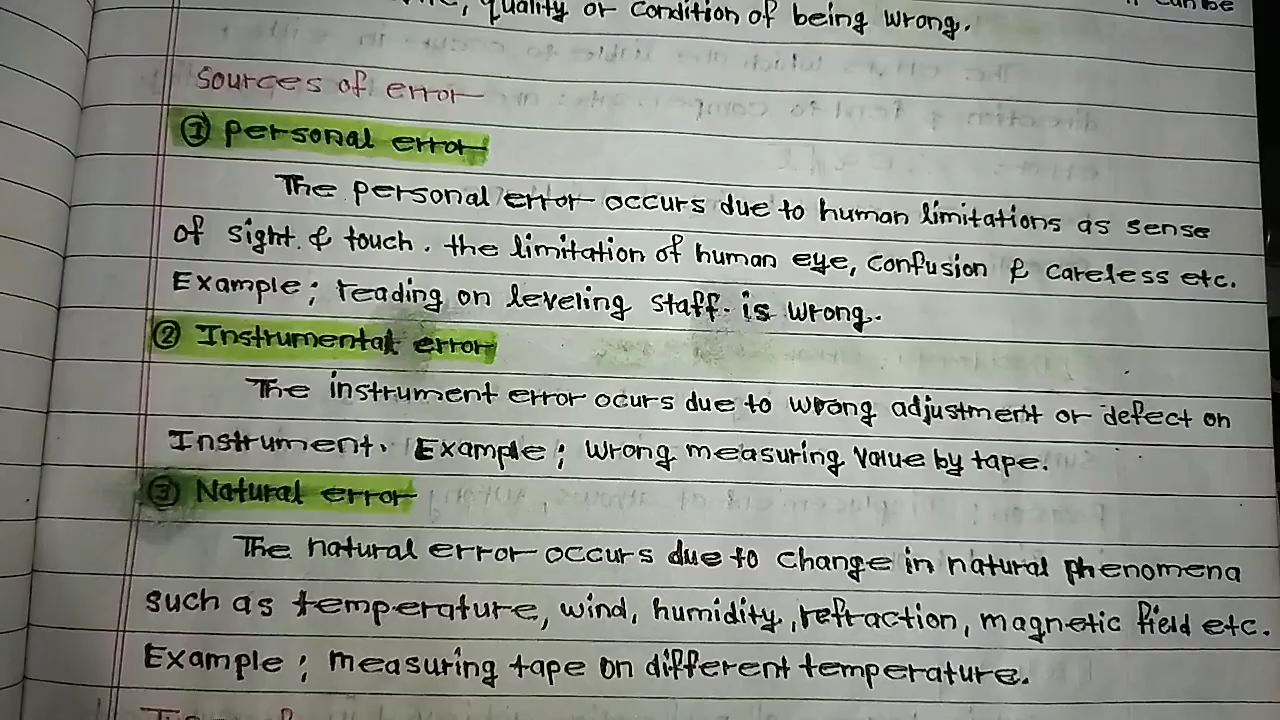 can be
, quality or condition of being wrong.
Sources of error
① personal error
The personal error occurs due to human limitations as sense
of sight & touch. the limitation of human eye, confusion & careless etc.
Example; reading on leveling staff is wrong.
② Instrumental error
The instrument error ocurs due to wrong adjustment or defect on
Instrument. Example; wrong measuring value by tape.
③ Natural error
The natural error occurs due to change in natural phenomena
such as temperature, wind, humidity, refraction, magnetic field etc.
Example; measuring tape on different temperature.